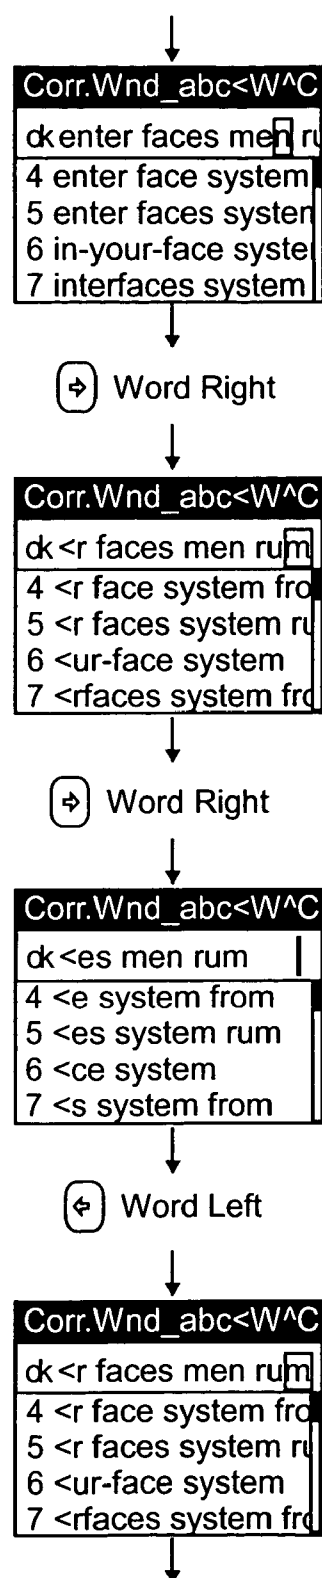 Corr.Wnd_abc<W^C
ck enter faces men ru
4 enter face system
5 enter faces system
6 in-your-face system
7 interfaces system
Word Right
Corr.Wnd_abc<W^C
ck <r faces men rum
4 <r face system fro
5 <r faces system ru
6 <ur-face system
7 <rfaces system fro
Word Right
Corr.Wnd_abc<W^C
ck <es men rum
4 <e system from
5 <es system rum
6 <ce system
7 <s system from
Word Left
Corr.Wnd_abc<W^C
ck <r faces men rum
4 <r face system fro
5 <r faces system ru
6 <ur-face system
7 <rfaces system fro